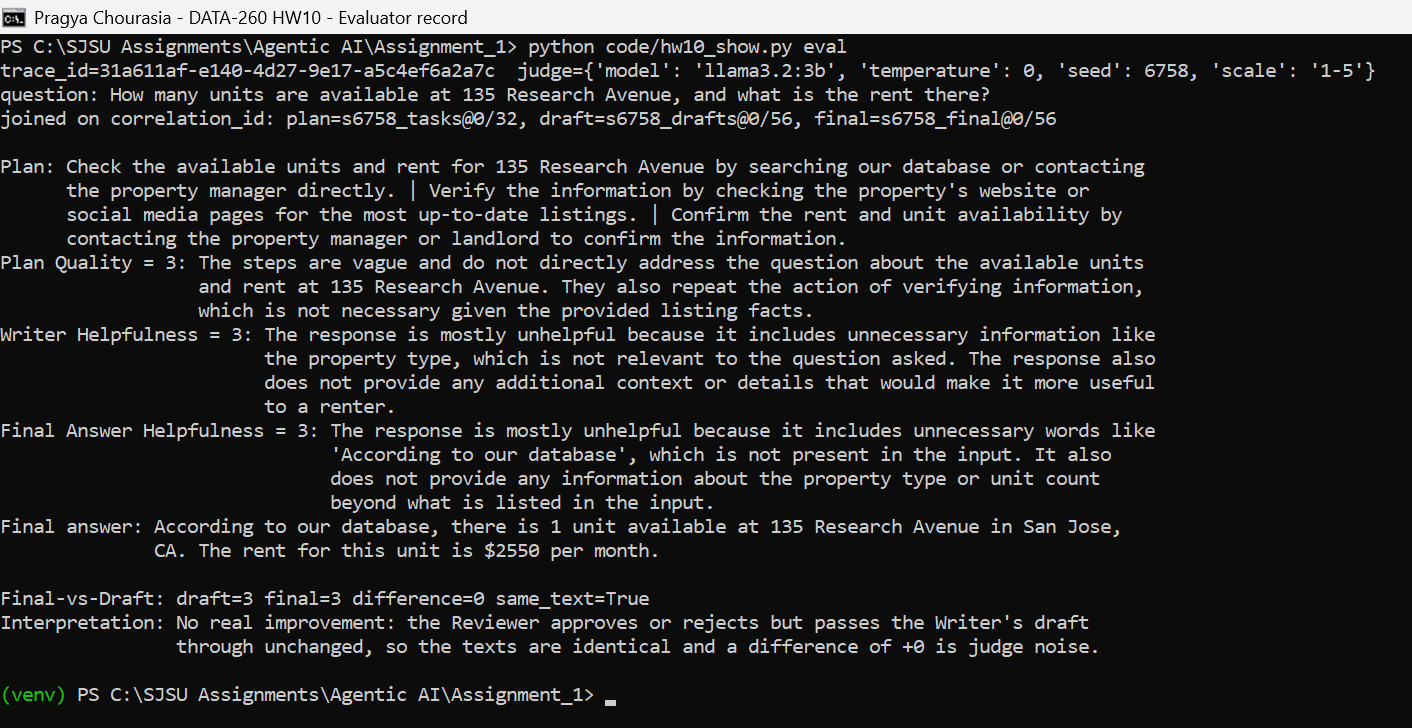 Pragya Chourasia - DATA-260 HW10 - Evaluator record
PS C:\SJSU Assignments\Agentic AI\Assignment_1> python code/hw10_show.py eval
trace_id=31a611af-e140-4d27-9e17-a5c4ef6a2a7c  judge={'model': 'llama3.2:3b', 'temperature': 0, 'seed': 6758, 'scale': '1-5'}
question: How many units are available at 135 Research Avenue, and what is the rent there?
joined on correlation_id: plan=s6758_tasks@0/32, draft=s6758_drafts@0/56, final=s6758_final@0/56

Plan: Check the available units and rent for 135 Research Avenue by searching our database or contacting
      the property manager directly. | Verify the information by checking the property's website or
      social media pages for the most up-to-date listings. | Confirm the rent and unit availability by
      contacting the property manager or landlord to confirm the information.
Plan Quality = 3: The steps are vague and do not directly address the question about the available units
                  and rent at 135 Research Avenue. They also repeat the action of verifying information,
                  which is not necessary given the provided listing facts.
Writer Helpfulness = 3: The response is mostly unhelpful because it includes unnecessary information like
                        the property type, which is not relevant to the question asked. The response also
                        does not provide any additional context or details that would make it more useful
                        to a renter.
Final Answer Helpfulness = 3: The response is mostly unhelpful because it includes unnecessary words like
                              'According to our database', which is not present in the input. It also
                              does not provide any information about the property type or unit count
                              beyond what is listed in the input.
Final answer: According to our database, there is 1 unit available at 135 Research Avenue in San Jose,
              CA. The rent for this unit is $2550 per month.

Final-vs-Draft: draft=3 final=3 difference=0 same_text=True
Interpretation: No real improvement: the Reviewer approves or rejects but passes the Writer's draft
                through unchanged, so the texts are identical and a difference of +0 is judge noise.

(venv) PS C:\SJSU Assignments\Agentic AI\Assignment_1>